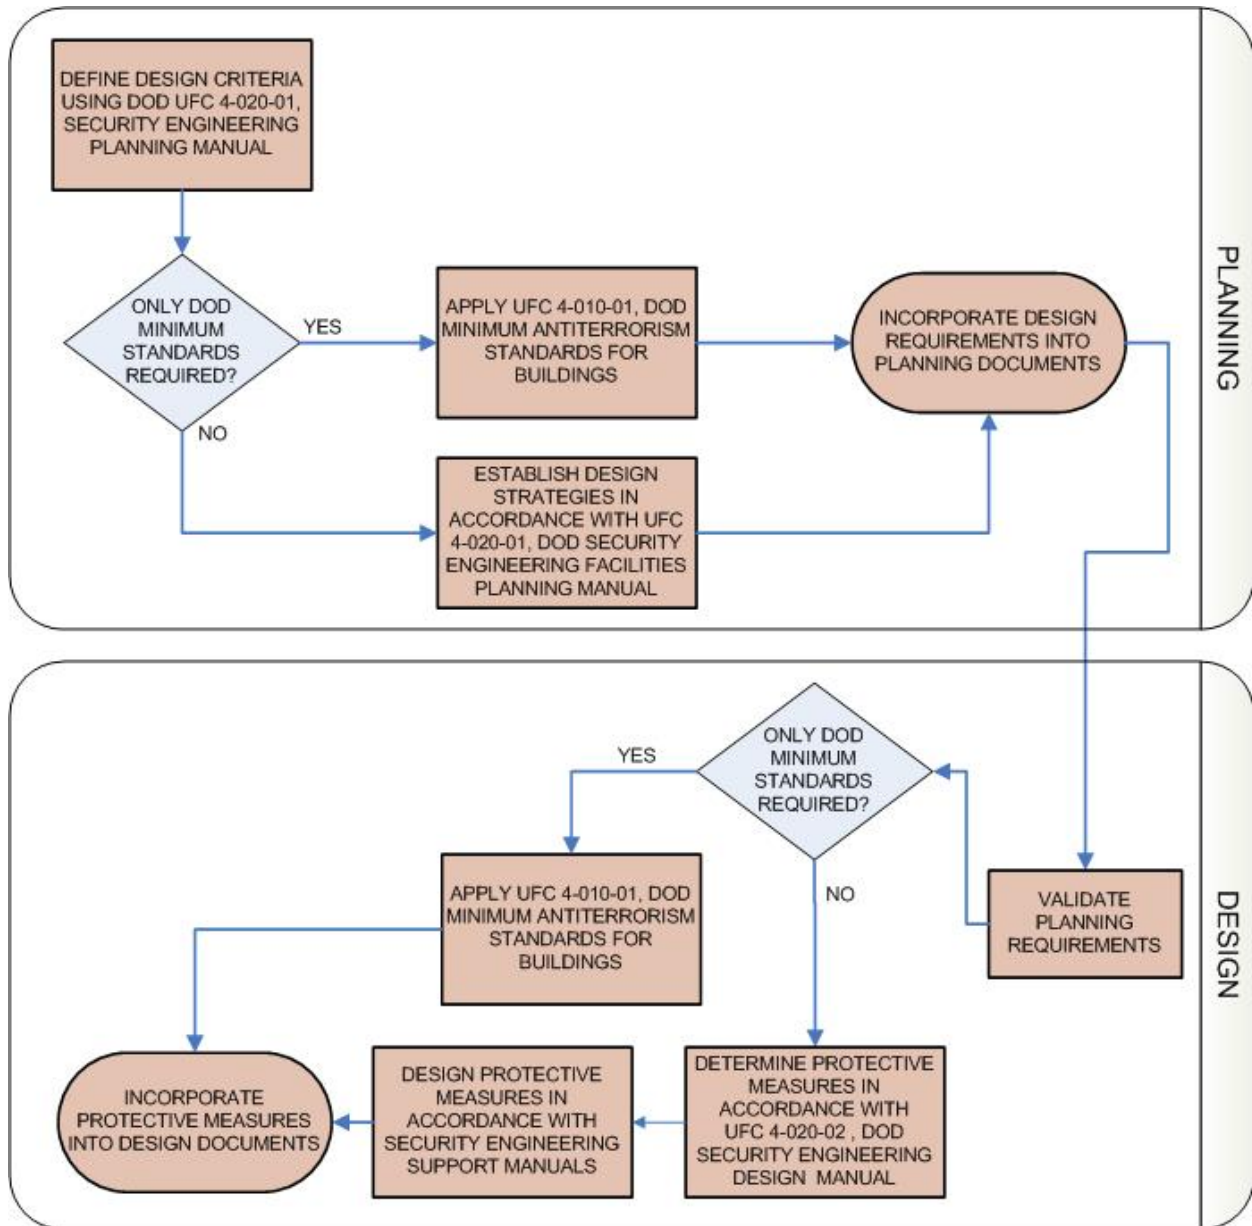 DEFINE DESIGN CRITERIA
USING DOD UFC 4-020-01,
SECURITY ENGINEERING
PLANNING MANUAL
ONLY DOD
MINIMUM
STANDARDS
REQUIRED?
YES
APPLY UFC 4-010-01, DOD
MINIMUM ANTITERRORISM
STANDARDS FOR
BUILDINGS
INCORPORATE DESIGN
REQUIREMENTS INTO
PLANNING DOCUMENTS
NO
ESTABLISH DESIGN
STRATEGIES IN
ACCORDANCE WITH UFC
4-020-01, DOD SECURITY
ENGINEERING FACILITIES
PLANNING MANUAL
PLANNING
ONLY DOD
MINIMUM
STANDARDS
REQUIRED?
YES
NO
APPLY UFC 4-010-01, DOD
MINIMUM ANTITERRORISM
STANDARDS FOR
BUILDINGS
VALIDATE
PLANNING
REQUIREMENTS
INCORPORATE
PROTECTIVE MEASURES
INTO DESIGN DOCUMENTS
DESIGN PROTECTIVE
MEASURES IN
ACCORDANCE WITH
SECURITY ENGINEERING
SUPPORT MANUALS
DETERMINE PROTECTIVE
MEASURES IN
ACCORDANCE WITH
UFC 4-020-02 , DOD
SECURITY ENGINEERING
DESIGN MANUAL
DESIGN